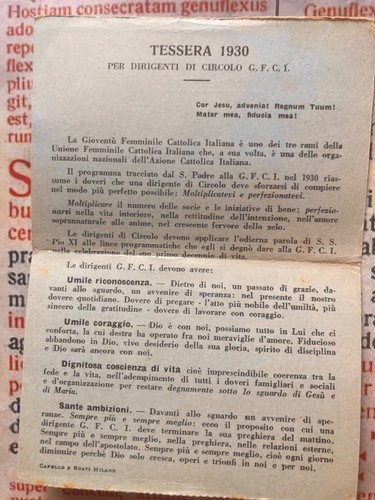 Hostiam consectetur genuflexus
Genuflex
TESSERA 1930
PER DIRIGENTI DI CIRCOLO G. F. C. I.
Cor Jesu, adveniat Regnum Tuum!
Mater mea, fiducia mea!
La Gioventù Femminile Cattolica Italiana è uno dei tre rami della
Unione Femminile Cattolica Italiana che, a sua volta, è una delle orga-
nizzazioni nazionali dell'Azione Cattolica Italiana.
Il programma tracciato dal S. Padre alla G. F. C. I. nel 1930 rias-
sume i doveri che una dirigente di Circolo deve sforzarsi di compiere
nel modo più perfetto possibile: Moltiplicatevi e perfezionatevi.
Moltiplicare il numero delle socie e le iniziative di bene; perfezio-
narsi nella vita interiore, nella rettitudine dell'intenzione, nell'amore
soprannaturale alle anime, nel crescente fervore dello zelo.
Le dirigenti di Circolo devono applicare l'odierna parola di S. S.
Pio XI alle linee programmatiche che egli si degnò dare alla G. F. C. I.
nella celebrazione del suo primo decennio di vita.
Le dirigenti G. F. C. I. devono avere:
Umile riconoscenza. — Dietro di noi, un passato di grazie, da-
vanti allo sguardo, un avvenire di speranza: nel presente il nostro
dovere quotidiano. Dovere di pregare - l'atto più nobile dell'umiltà, più
sincero della gratitudine - dovere di lavorare con coraggio.
Umile coraggio. — Dio è con noi, possiamo tutto in Lui che ci
conforta, la cui destra ha operato fra noi meraviglie d'amore. Fiducioso
abbandono in Dio, vivo desiderio della sua gloria, spirito di disciplina
e Dio sarà ancora con noi.
Dignitosa coscienza di vita cioè imprescindibile coerenza tra la
fede e la vita, nell'adempimento di tutti i doveri famigliari e sociali
e d'organizzazione per restare degnamente sotto lo sguardo di Gesù e
di Maria.
Sante ambizioni. — Davanti allo sguardo un avvenire di spe-
ranze. Sempre più e sempre meglio: ecco il proposito con cui una
dirigente G. F. C. I. deve terminare la sua preghiera del mattino.
Sempre più e sempre meglio, nella preghiera, nelle relazioni esterne,
nel campo dell'apostolato. Sempre più e sempre meglio, cioè ogni giorno
diminuire perchè Dio solo cresca, operi e trionfi in noi e per noi.
Capello e Boati Milano